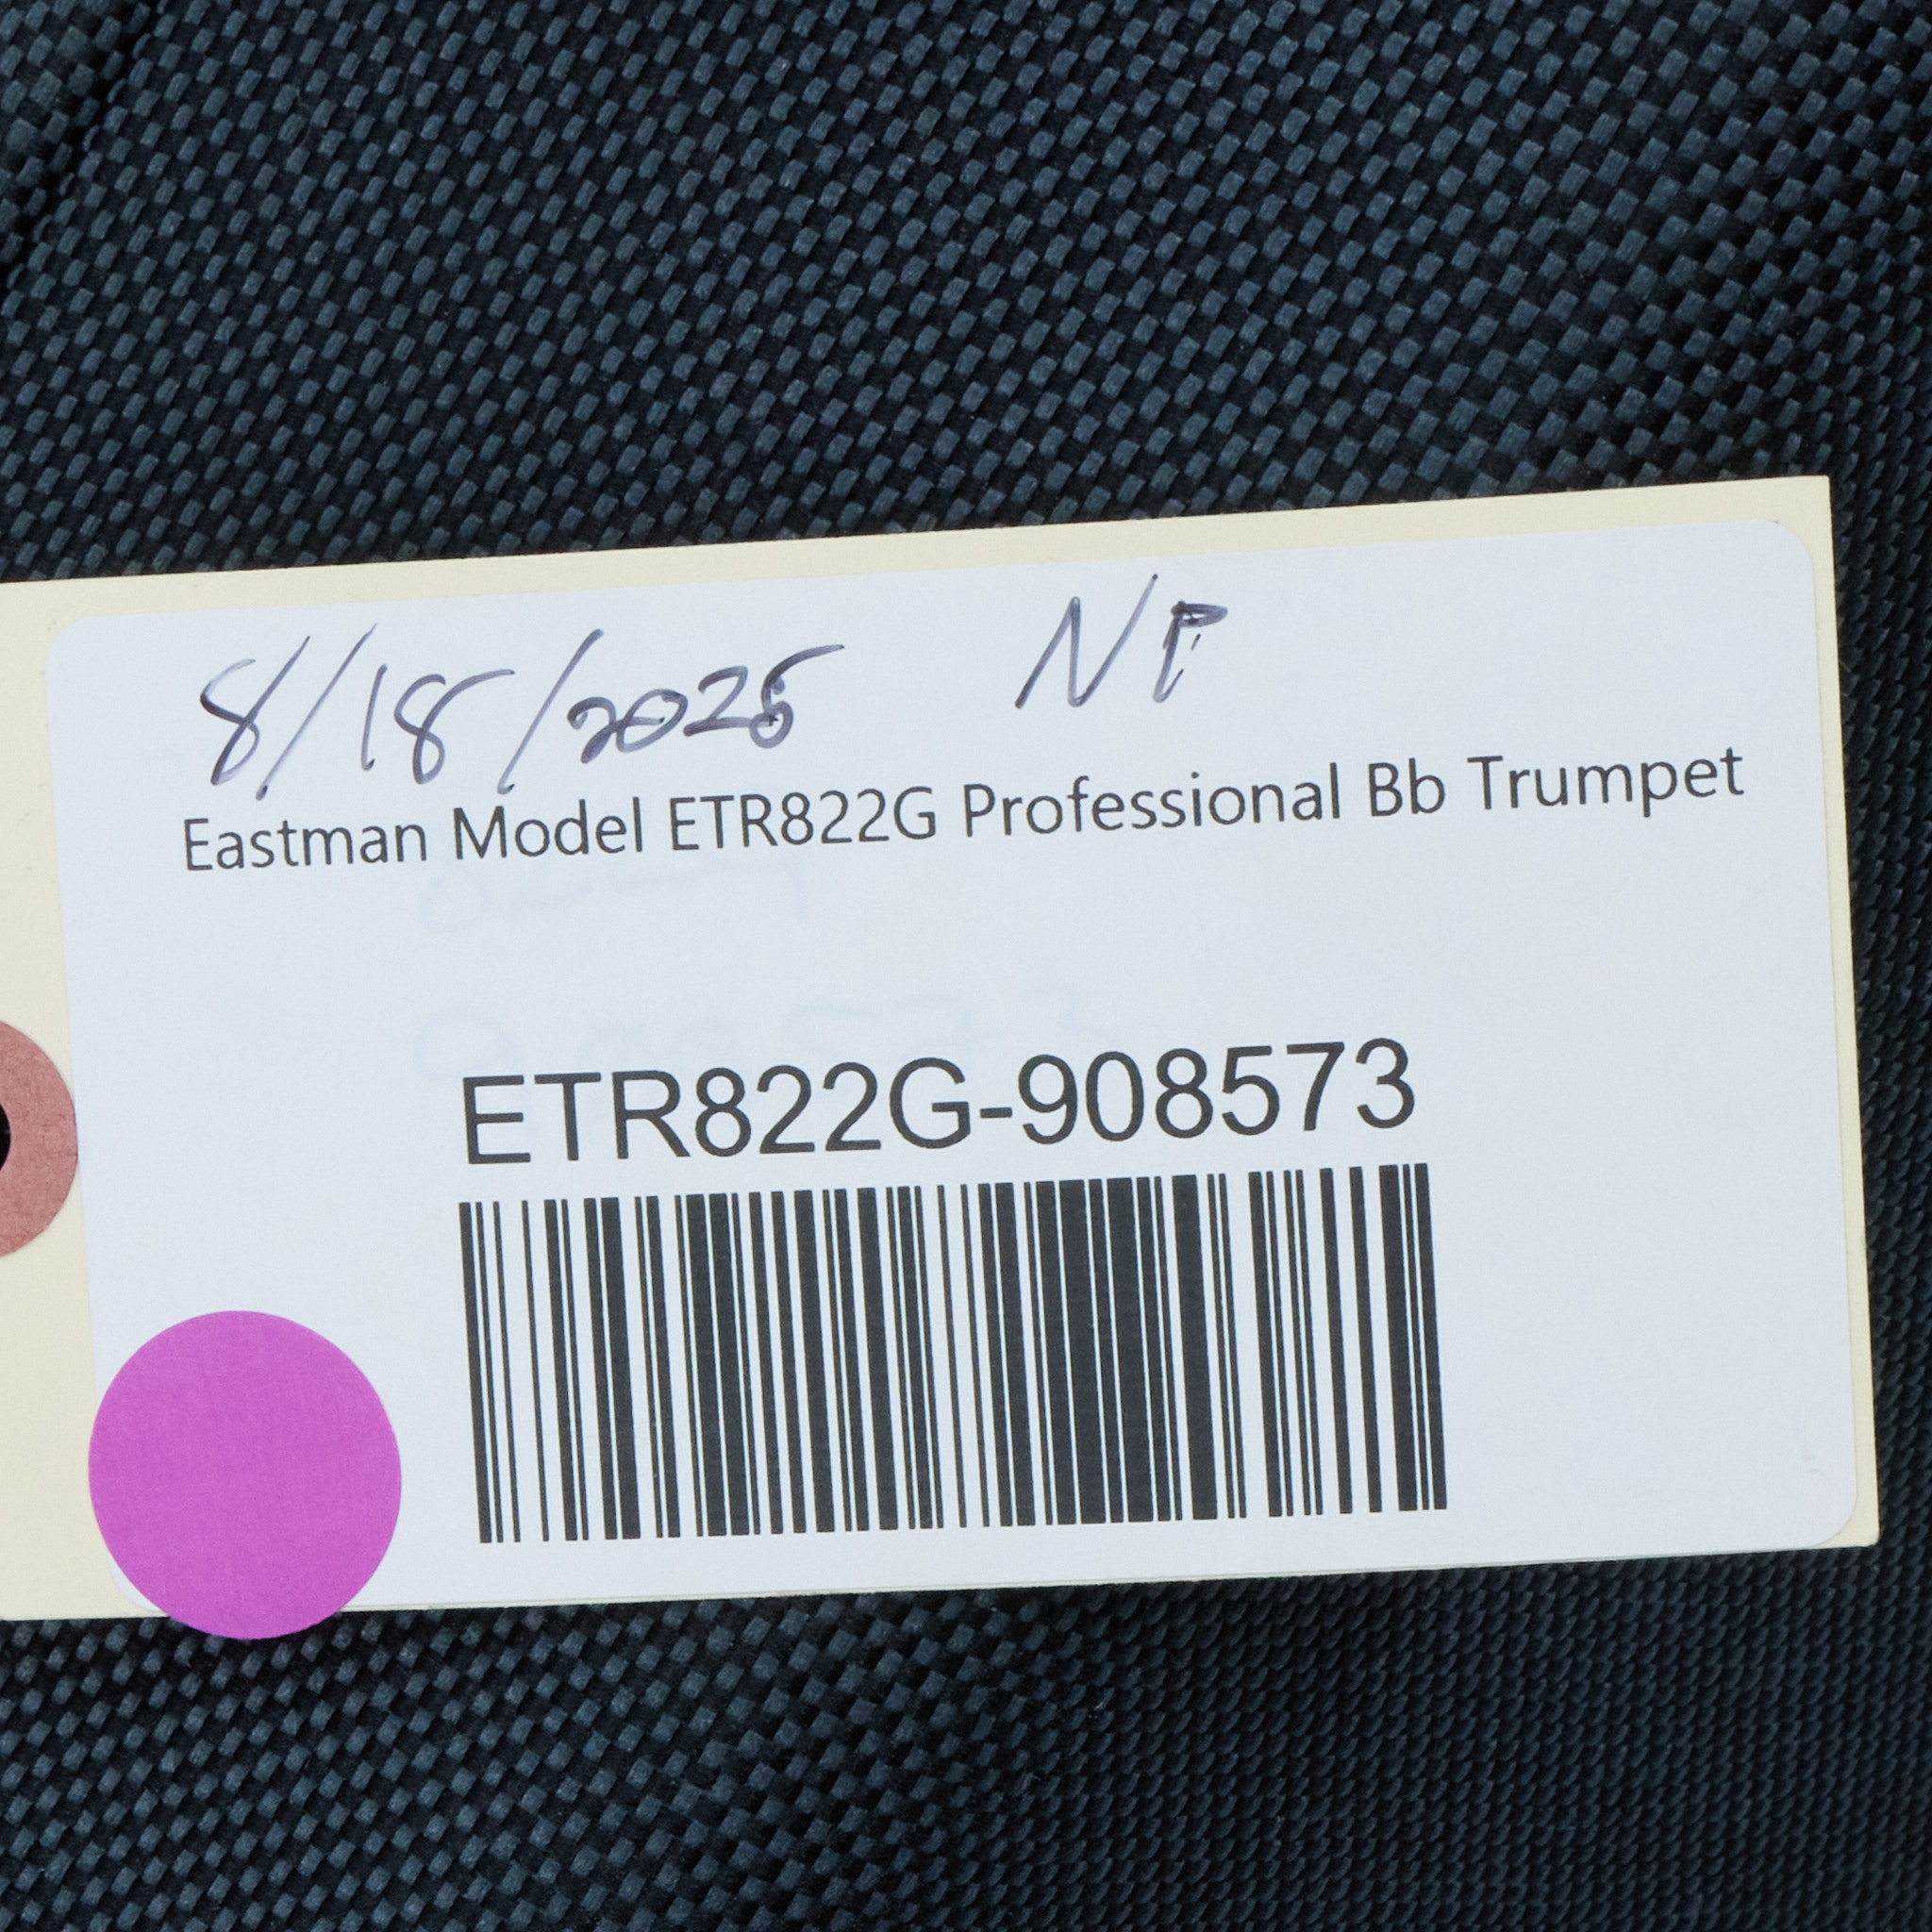 8/18/2025 NP
Eastman Model ETR822G Professional Bb Trumpet
ETR822G-908573